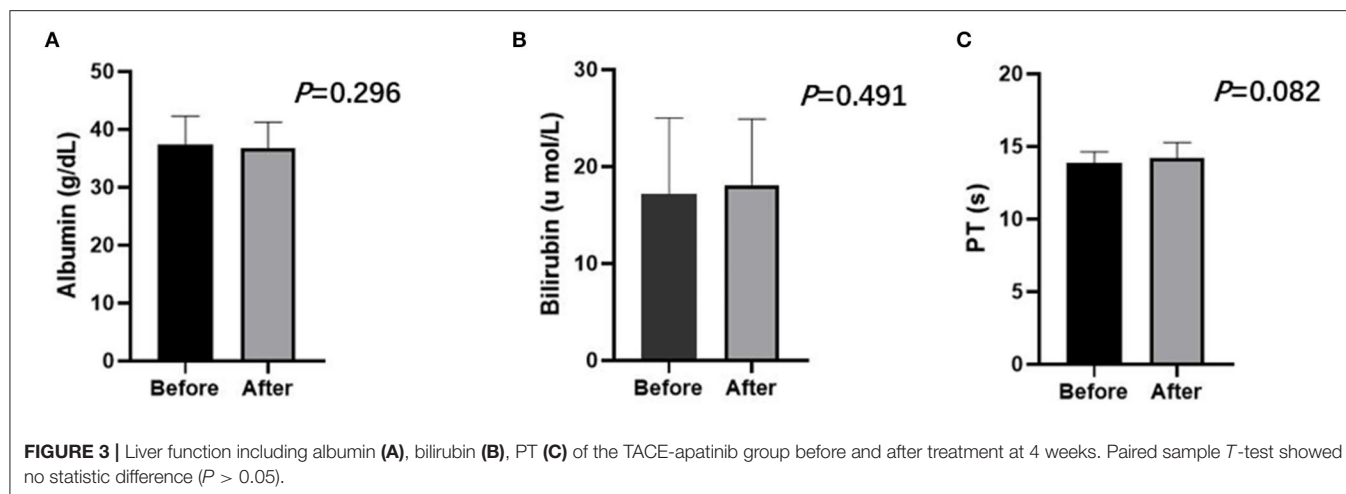 A
Albumin (g/dL)
50
40
30
20
10
0
P=0.296
Before After
B
Bilirubin (u mol/L)
30
20
10
0
P=0.491
Before After
C
PT (s)
20
15
10
5
0
P=0.082
Before After
FIGURE 3 | Liver function including albumin (A), bilirubin (B), PT (C) of the TACE-apatinib group before and after treatment at 4 weeks. Paired sample T-test showed
no statistic difference (P > 0.05).